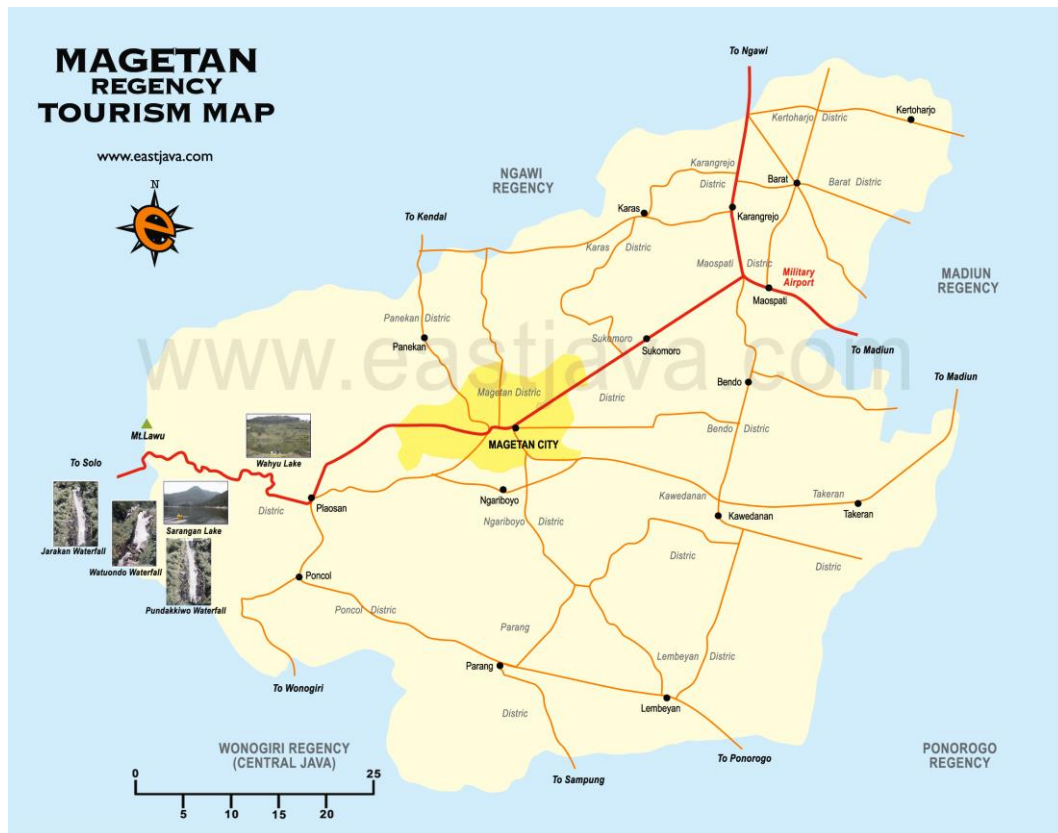 MAGETAN
REGENCY
TOURISM MAP
www.eastjava.com
N
To Ngawi
Kertoharjo
Kertoharjo Distric
NGAWI
REGENCY
Karangrejo
Distric
Barat
Barat Distric
To Kendal
Karas
Karangrejo
Karas Distric
Maospati Distric
Military
Airport
MADIUN
REGENCY
Maospati
Panekan Distric
Panekan
Sukomoro
Sukomoro
To Madiun
www.eastjava.com
Bendo
To Madiun
Magetan Distric
Distric
Mt.Lawu
MAGETAN CITY
Bendo Distric
Wahyu Lake
To Solo
Distric
Plaosan
Ngariboyo
Kawedanan
Takeran
Ngariboyo Distric
Kawedanan
Takeran
Sarangan Lake
Jarakan Waterfall
Watuondo Waterfall
Distric
Distric
Poncol
Pundakkiwo Waterfall
Poncol Distric
Parang
Lembeyan Distric
Parang
To Wonogiri
Lembeyan
Distric
WONOGIRI REGENCY
(CENTRAL JAVA)
To Ponorogo
PONOROGO
REGENCY
To Sampung
0 25
5 10 15 20